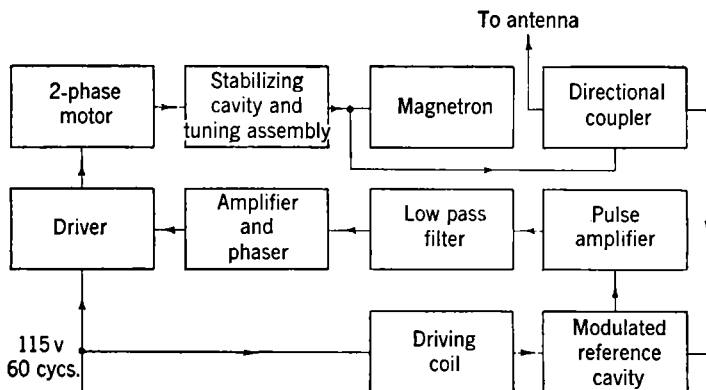 To antenna
2-phase
motor
Stabilizing
cavity and
tuning assembly
Magnetron
Directional
coupler
Driver
Amplifier
and
phaser
Low pass
filter
Pulse
amplifier
115 v
60 cycs.
Driving
coil
Modulated
reference
cavity